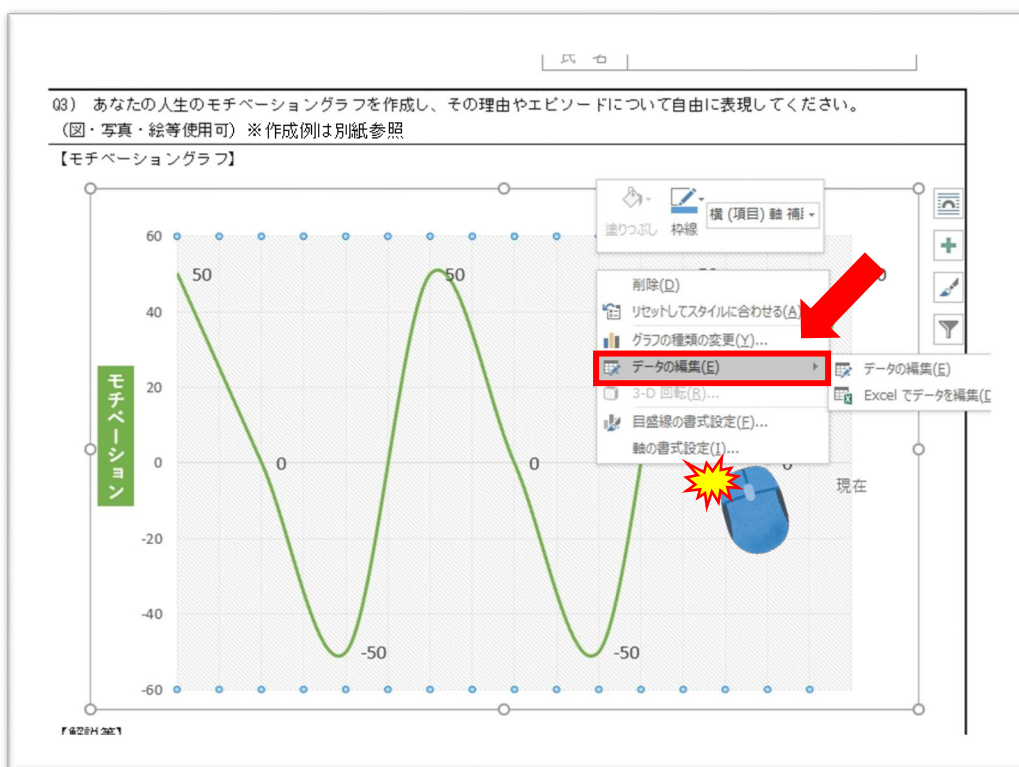 氏 名
Q3) あなたの人生のモチベーショングラフを作成し、その理由やエピソードについて自由に表現してください。
(図・写真・絵等使用可) ※作成例は別紙参照
【モチベーショングラフ】
塗りつぶし
枠線
横 (項目) 軸 補
削除(D)
リセットしてスタイルに合わせる(A)
グラフの種類の変更(Y)...
データの編集(E)
3-D 回転(R)...
目盛線の書式設定(F)...
軸の書式設定(I)...
データの編集(E)
Excel でデータを編集(D
モチベーション
60
40
20
0
-20
-40
-60
50
0
-50
50
0
-50
0
現在
【解説等】